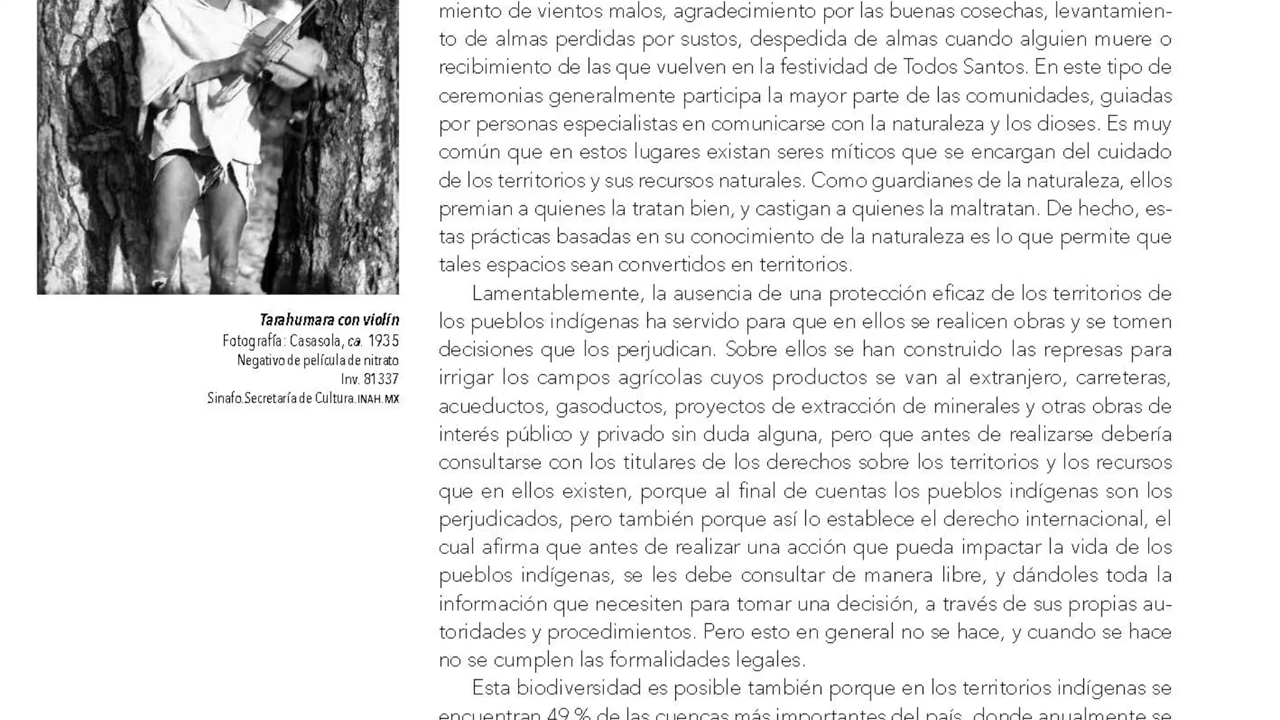 miento de vientos malos, agradecimiento por las buenas cosechas, levantamien-
to de almas perdidas por sustos, despedida de almas cuando alguien muere o
recibimiento de las que vuelven en la festividad de Todos Santos. En este tipo de
ceremonias generalmente participa la mayor parte de las comunidades, guiadas
por personas especialistas en comunicarse con la naturaleza y los dioses. Es muy
común que en estos lugares existan seres míticos que se encargan del cuidado
de los territorios y sus recursos naturales. Como guardianes de la naturaleza, ellos
premian a quienes la tratan bien, y castigan a quienes la maltratan. De hecho, es-
tas prácticas basadas en su conocimiento de la naturaleza es lo que permite que
tales espacios sean convertidos en territorios.
Lamentablemente, la ausencia de una protección eficaz de los territorios de
los pueblos indígenas ha servido para que en ellos se realicen obras y se tomen
decisiones que los perjudican. Sobre ellos se han construido las represas para
irrigar los campos agrícolas cuyos productos se van al extranjero, carreteras,
acueductos, gasoductos, proyectos de extracción de minerales y otras obras de
interés público y privado sin duda alguna, pero que antes de realizarse debería
consultarse con los titulares de los derechos sobre los territorios y los recursos
que en ellos existen, porque al final de cuentas los pueblos indígenas son los
perjudicados, pero también porque así lo establece el derecho internacional, el
cual afirma que antes de realizar una acción que pueda impactar la vida de los
pueblos indígenas, se les debe consultar de manera libre, y dándoles toda la
información que necesiten para tomar una decisión, a través de sus propias au-
toridades y procedimientos. Pero esto en general no se hace, y cuando se hace
no se cumplen las formalidades legales.
Esta biodiversidad es posible también porque en los territorios indígenas se
encuentran 49 % de las cuencas más importantes del país, donde anualmente se
Tarahumara con violín
Fotografía: Casasola, ca. 1935
Negativo de película de nitrato
Inv. 81337
Sinafo.Secretaría de Cultura.INAH.MX